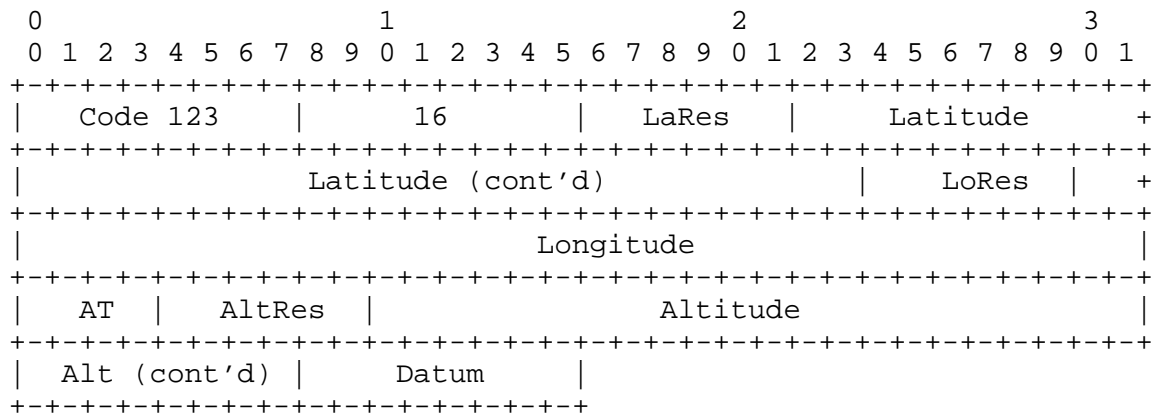 0                   1                   2                   3
 0 1 2 3 4 5 6 7 8 9 0 1 2 3 4 5 6 7 8 9 0 1 2 3 4 5 6 7 8 9 0 1
+-+-+-+-+-+-+-+-+-+-+-+-+-+-+-+-+-+-+-+-+-+-+-+-+-+-+-+-+-+-+-+-+
|   Code 123    |      16       |   LaRes   |     Latitude      +
+-+-+-+-+-+-+-+-+-+-+-+-+-+-+-+-+-+-+-+-+-+-+-+-+-+-+-+-+-+-+-+-+
|                Latitude (cont’d)              |   LoRes   |   +
+-+-+-+-+-+-+-+-+-+-+-+-+-+-+-+-+-+-+-+-+-+-+-+-+-+-+-+-+-+-+-+-+
|                             Longitude                         |
+-+-+-+-+-+-+-+-+-+-+-+-+-+-+-+-+-+-+-+-+-+-+-+-+-+-+-+-+-+-+-+-+
|   AT  |   AltRes  |                Altitude                   |
+-+-+-+-+-+-+-+-+-+-+-+-+-+-+-+-+-+-+-+-+-+-+-+-+-+-+-+-+-+-+-+-+
|  Alt (cont’d) |     Datum     |
+-+-+-+-+-+-+-+-+-+-+-+-+-+-+-+-+